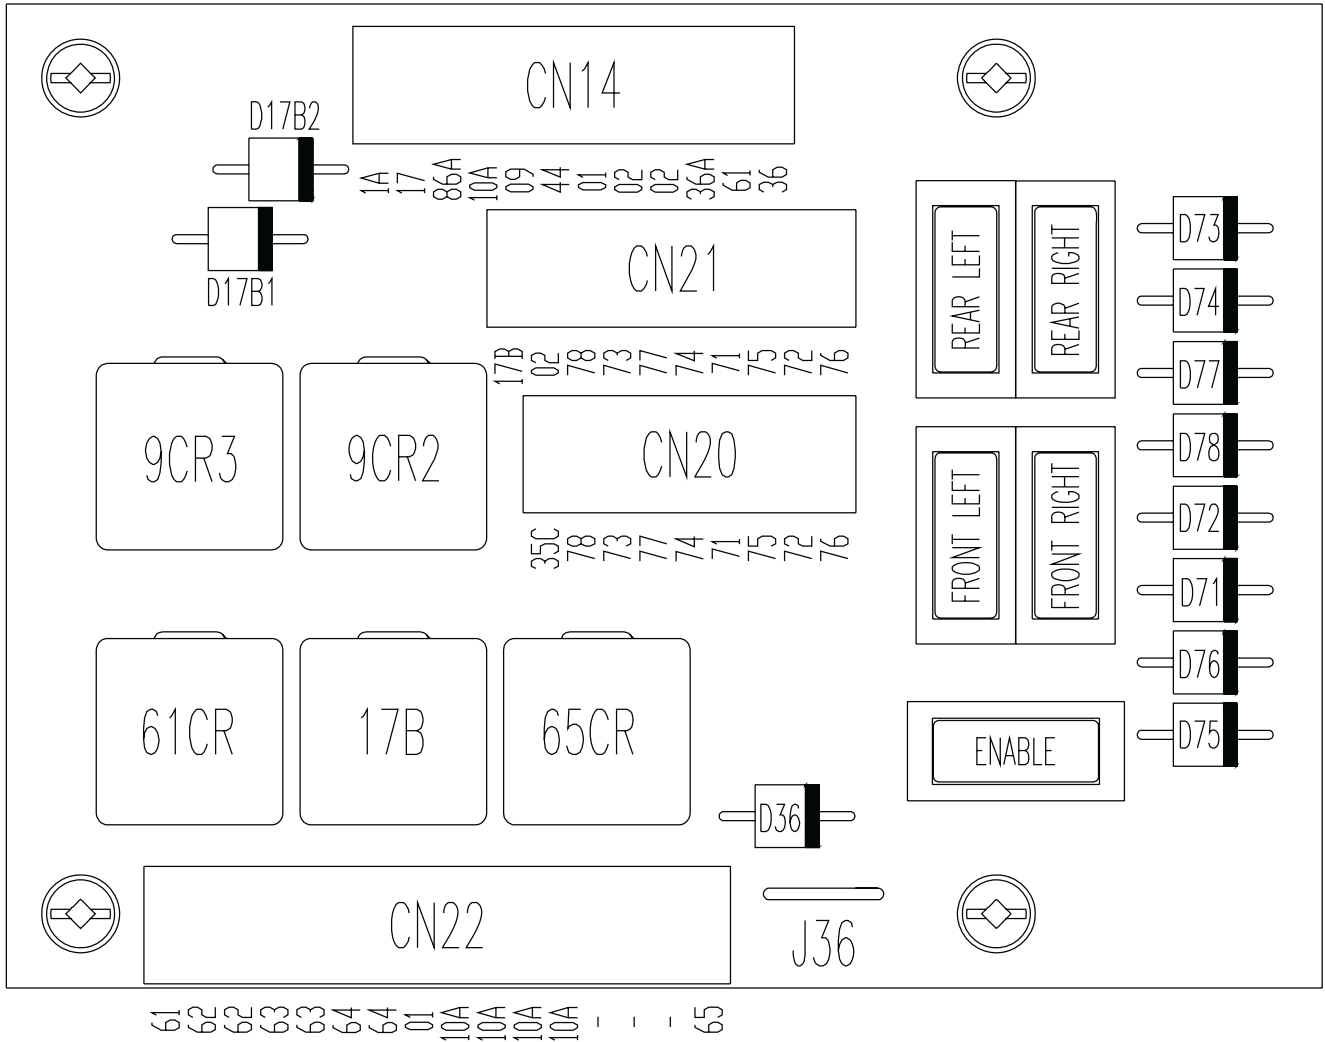 CN14
D17B2
1A 17 86A 10A 09 44 01 02 02 36A 61 36
D17B1
CN21
17B 02 78 73 77 74 71 75 72 76
9CR3
9CR2
CN20
35C 78 73 77 74 71 75 72 76
REAR LEFT
REAR RIGHT
FRONT LEFT
FRONT RIGHT
ENABLE
D73
D74
D77
D78
D72
D71
D76
D75
61CR
17B
65CR
D36
CN22
J36
61 62 62 63 63 64 64 01 10A 10A 10A 10A - - - 65